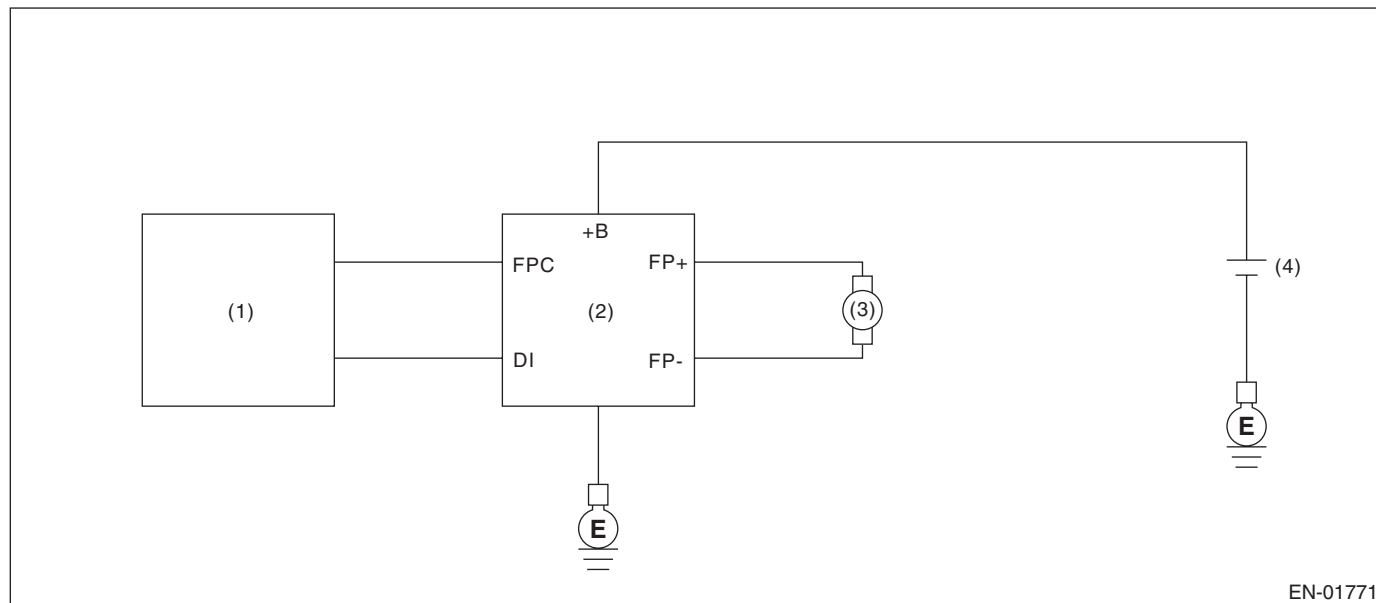 +B
FPC
FP+
(4)
(1)
(2)
(3)
DI
FP-
E
E
EN-01771